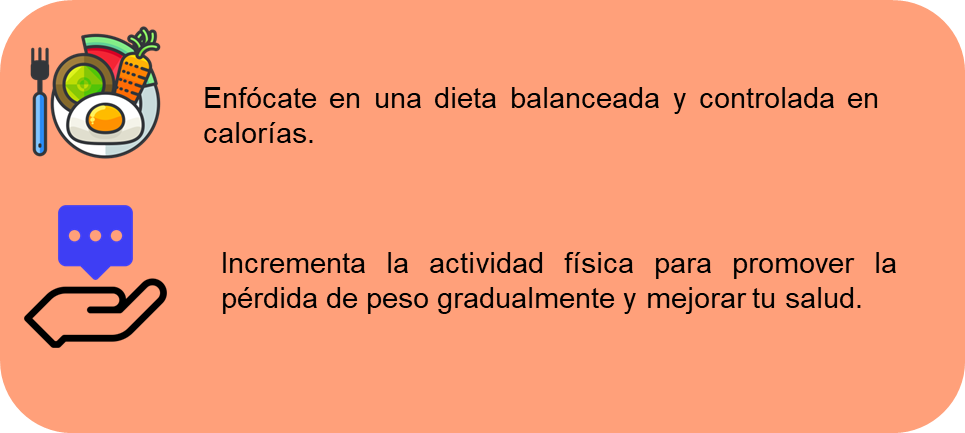 Enfócate en una dieta balanceada y controlada en
calorías.
Incrementa la actividad física para promover la
pérdida de peso gradualmente y mejorar tu salud.